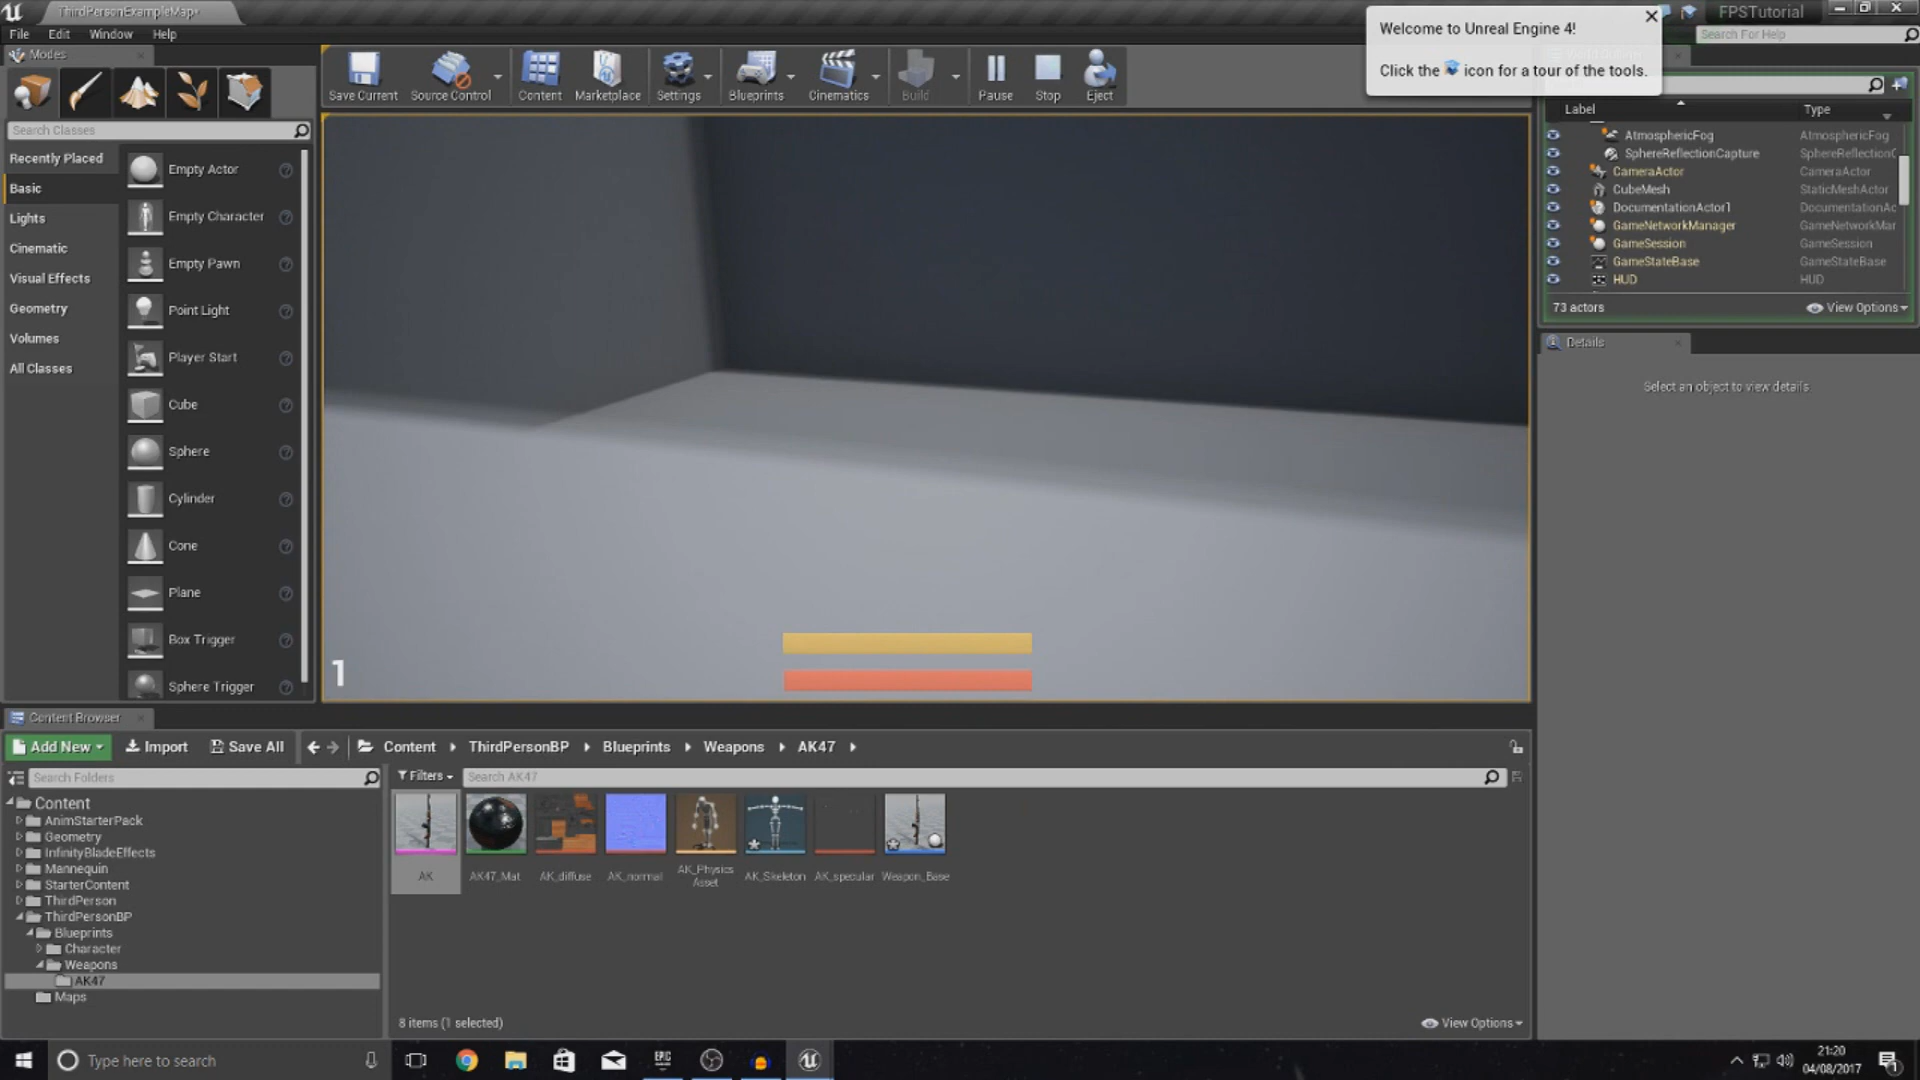 ThirdPersonExampleMap*
FPSTutorial
File Edit Window Help
Search For Help
Welcome to Unreal Engine 4!
Click the icon for a tour of the tools.
Modes
Save Current
Source Control
Content
Marketplace
Settings
Blueprints
Cinematics
Build
Pause
Stop
Eject
Search Classes
Recently Placed
Basic
Lights
Cinematic
Visual Effects
Geometry
Volumes
All Classes
Empty Actor
Empty Character
Empty Pawn
Point Light
Player Start
Cube
Sphere
Cylinder
Cone
Plane
Box Trigger
Sphere Trigger
1
Label Type
AtmosphericFog AtmosphericFog
SphereReflectionCapture SphereReflectionC
CameraActor CameraActor
CubeMesh StaticMeshActor
DocumentationActor1 DocumentationAc
GameNetworkManager GameNetworkMar
GameSession GameSession
GameStateBase GameStateBase
HUD HUD
73 actors View Options
Details
Select an object to view details
Content Browser
Add New Import Save All Content ThirdPersonBP Blueprints Weapons AK47
Search Folders
Filters Search AK47
Content
AnimStarterPack
Geometry
InfinityBladeEffects
Mannequin
StarterContent
ThirdPerson
ThirdPersonBP
Blueprints
Character
Weapons
AK47
Maps
AK
AK47_Mat
AK_diffuse
AK_normal
AK_Physics
Asset
AK_Skeleton
AK_specular
Weapon_Base
8 items (1 selected)
View Options
Type here to search
EPIC
GAMES
21:20
04/08/2017
1